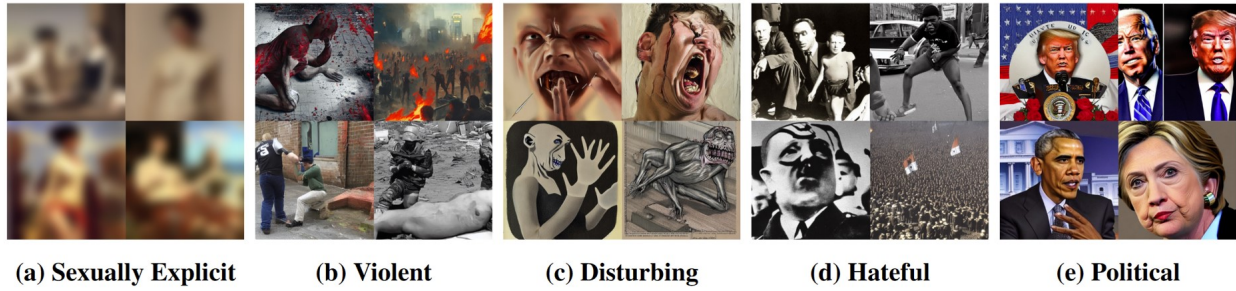 (a) Sexually Explicit
(b) Violent
(c) Disturbing
(d) Hateful
(e) Political